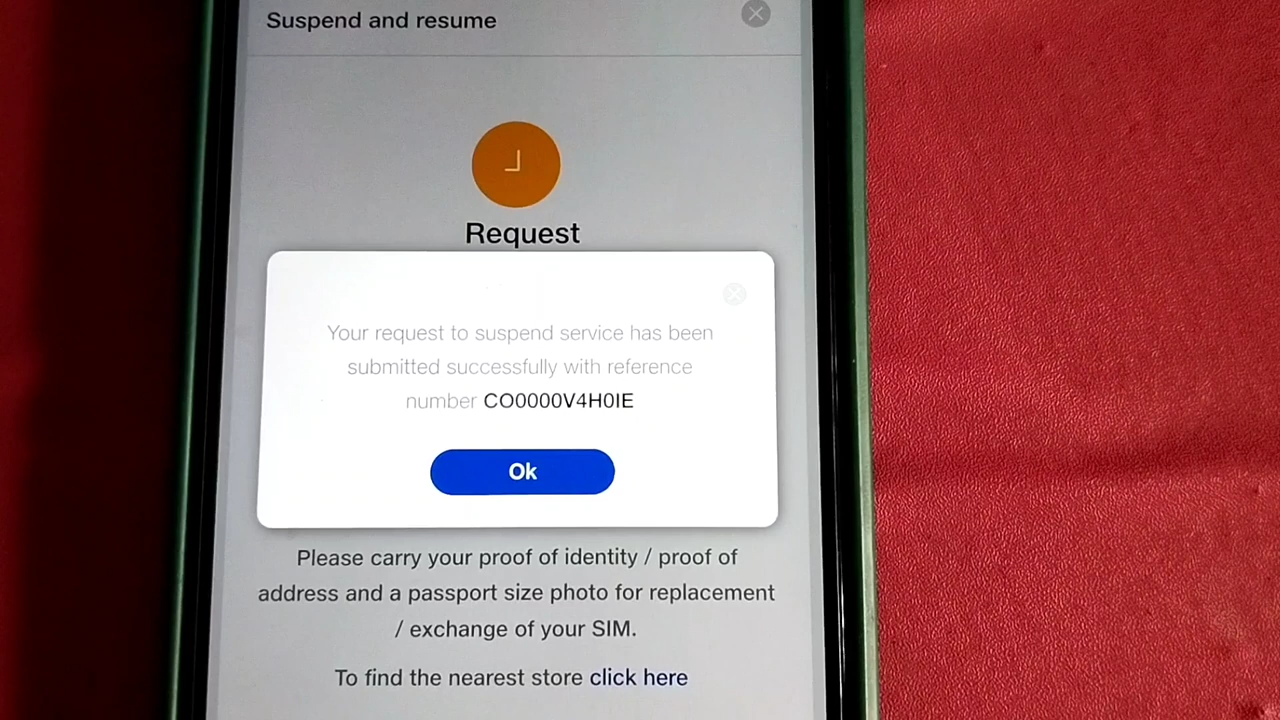 Suspend and resume
Request
Your request to suspend service has been
submitted successfully with reference
number CO0000V4H0IE
Ok
Please carry your proof of identity / proof of
address and a passport size photo for replacement
/ exchange of your SIM.
To find the nearest store click here